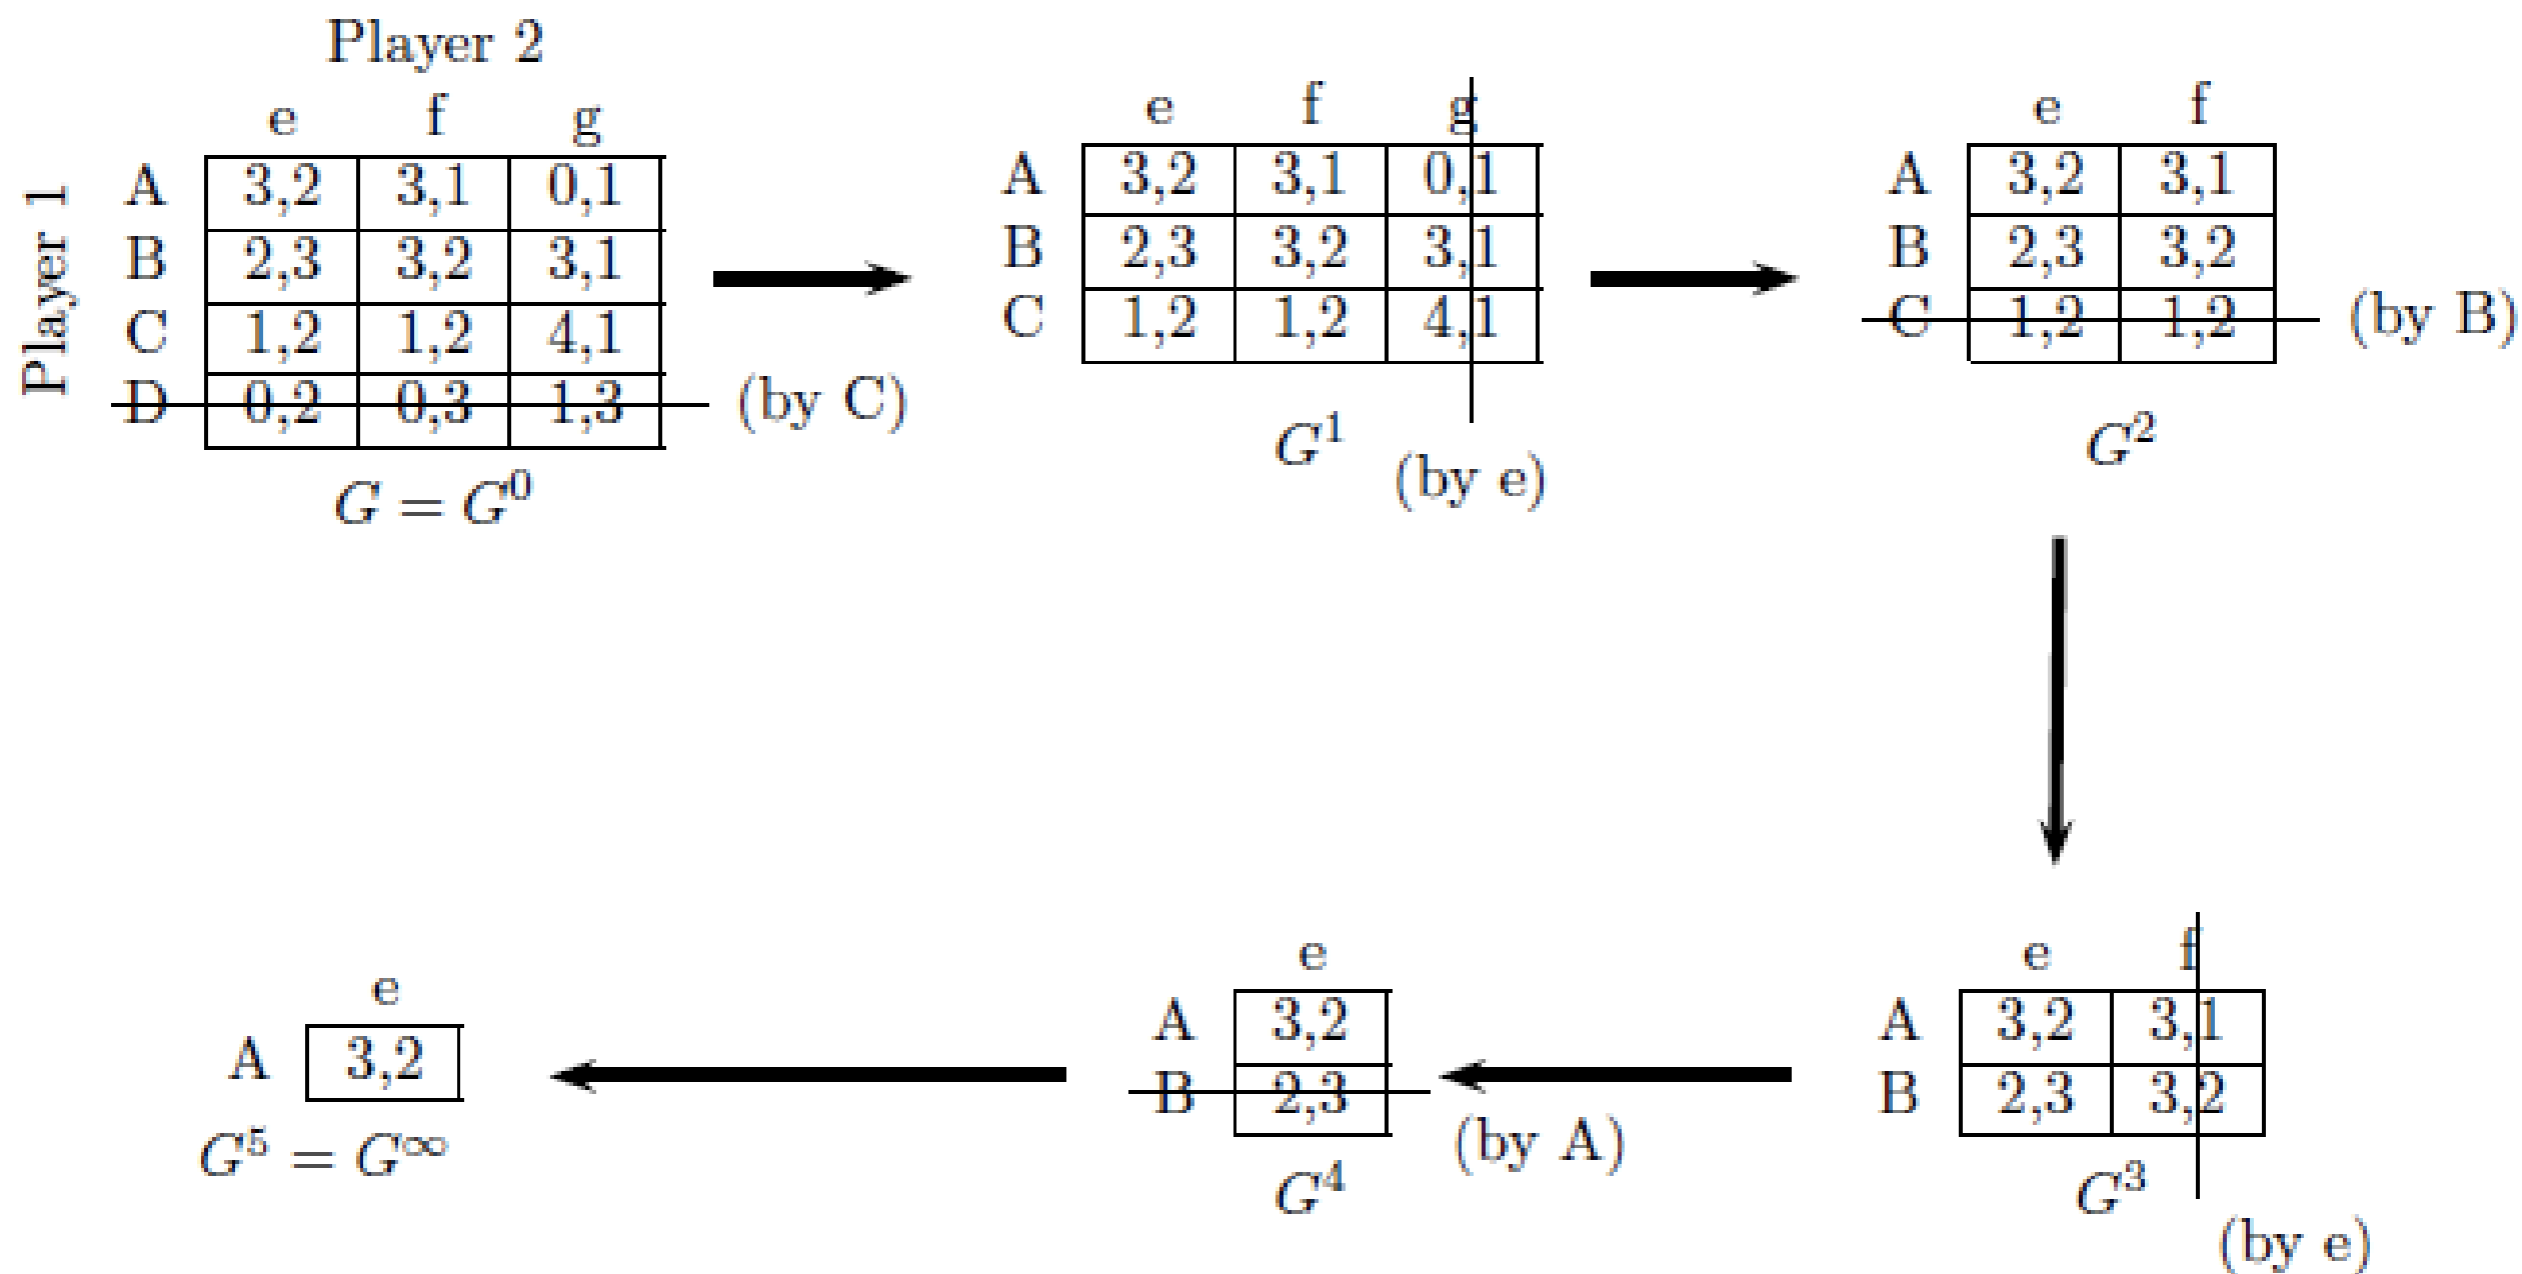 Player 2
e f g
Player 1
A 3,2 3,1 0,1
B 2,3 3,2 3,1
C 1,2 1,2 4,1
D 0,2 0,3 1,3 (by C)
G = G⁰
e f g
A 3,2 3,1 0,1
B 2,3 3,2 3,1
C 1,2 1,2 4,1
G¹
(by e)
e f
A 3,2 3,1
B 2,3 3,2
C 1,2 1,2 (by B)
G²
e f
A 3,2 3,1
B 2,3 3,2
G³
(by e)
e
A 3,2
B 2,3
(by A)
G⁴
e
A 3,2
G⁵ = G^∞